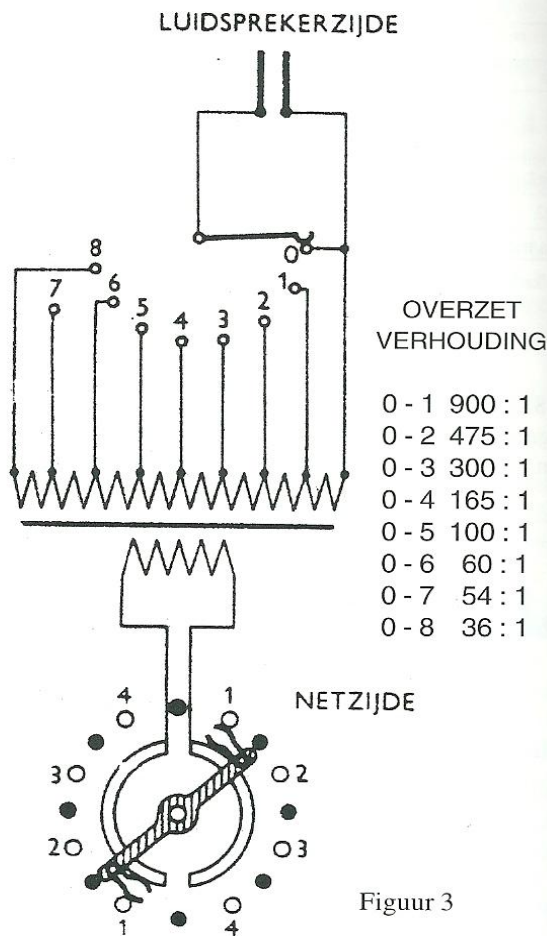 LUIDSPREKERZIJDE
0
8
7
6
5
4
3
2
1
OVERZET
VERHOUDING
0 - 1 900 : 1
0 - 2 475 : 1
0 - 3 300 : 1
0 - 4 165 : 1
0 - 5 100 : 1
0 - 6 60 : 1
0 - 7 54 : 1
0 - 8 36 : 1
NETZIJDE
4
1
3
2
2
3
1
4
Figuur 3